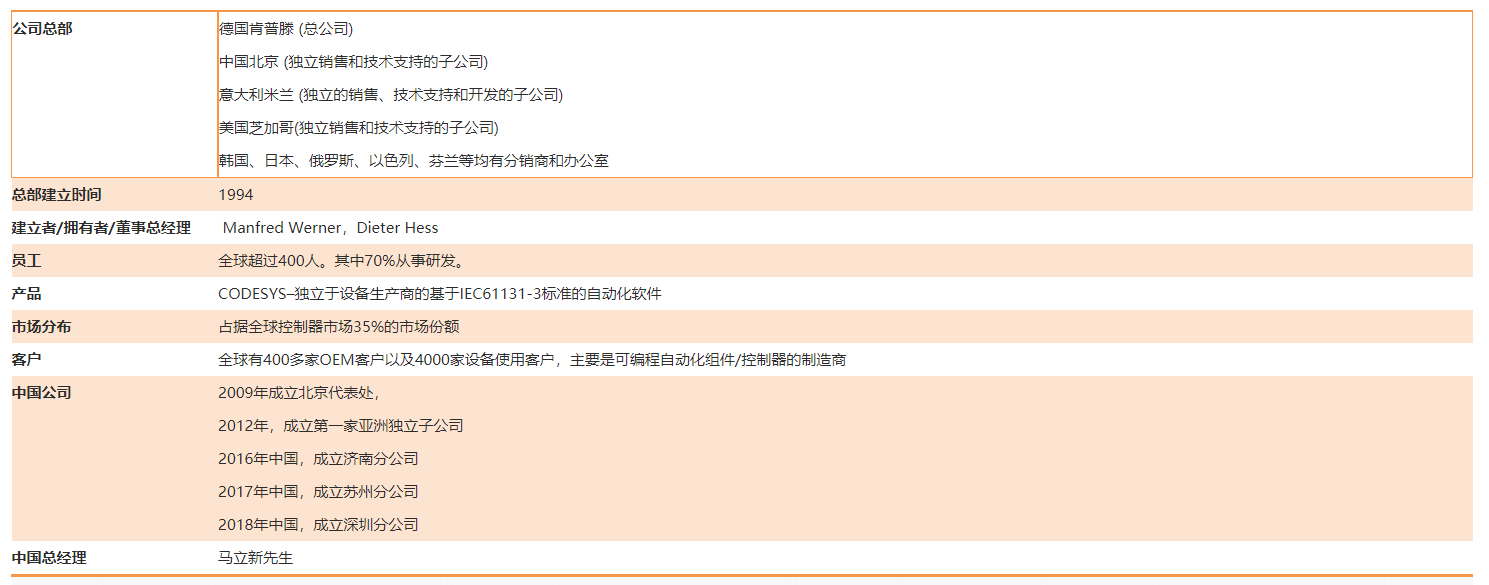 公司总部
德国肯普滕 (总公司)
中国北京 (独立销售和技术支持的子公司)
意大利米兰 (独立的销售、技术支持和开发的子公司)
美国芝加哥(独立销售和技术支持的子公司)
韩国、日本、俄罗斯、以色列、芬兰等均有分销商和办公室
总部建立时间 1994
建立者/拥有者/董事总经理 Manfred Werner，Dieter Hess
员工 全球超过400人。其中70%从事研发。
产品 CODESYS–独立于设备生产商的基于IEC61131-3标准的自动化软件
市场分布 占据全球控制器市场35%的市场份额
客户 全球有400多家OEM客户以及4000家设备使用客户，主要是可编程自动化组件/控制器的制造商
中国公司 2009年成立北京代表处，
2012年，成立第一家亚洲独立子公司
2016年中国，成立济南分公司
2017年中国，成立苏州分公司
2018年中国，成立深圳分公司
中国总经理 马立新先生